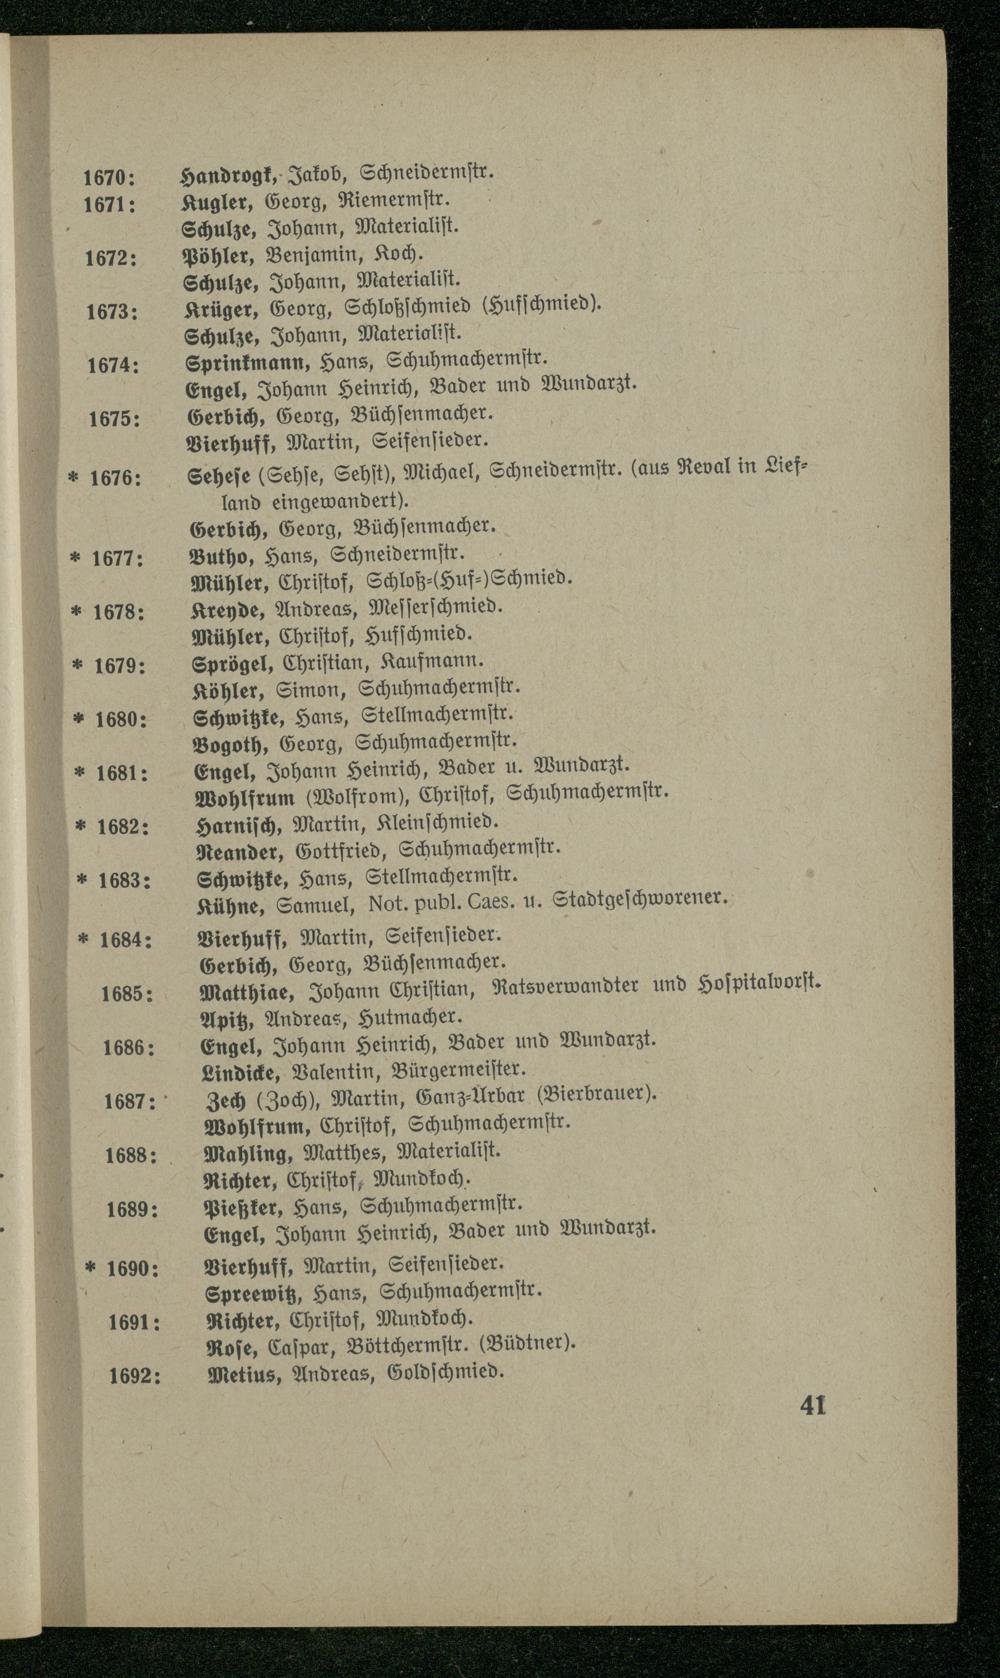 1670: Handrogk, Jakob, Schneidermstr.
1671: Kugler, Georg, Riemermstr.
Schulze, Johann, Materialist.
1672: Pöhler, Benjamin, Koch.
Schulze, Johann, Materialist.
1673: Krüger, Georg, Schloßschmied (Hufschmied).
Schulze, Johann, Materialist.
1674: Sprinkmann, Hans, Schuhmachermstr.
Engel, Johann Heinrich, Bader und Wundarzt.
1675: Gerbich, Georg, Büchsenmacher.
Vierhuff, Martin, Seifensieder.
* 1676: Sehese (Sehse, Sehst), Michael, Schneidermstr. (aus Reval in Lief-
land eingewandert).
Gerbich, Georg, Büchsenmacher.
* 1677: Butho, Hans, Schneidermstr.
Mühler, Christof, Schloß-(Huf-)Schmied.
* 1678: Kreyde, Andreas, Messerschmied.
Mühler, Christof, Hufschmied.
* 1679: Sprögel, Christian, Kaufmann.
Köhler, Simon, Schuhmachermstr.
* 1680: Schwitzke, Hans, Stellmachermstr.
Bogoth, Georg, Schuhmachermstr.
* 1681: Engel, Johann Heinrich, Bader u. Wundarzt.
Wohlfrum (Wolfrom), Christof, Schuhmachermstr.
* 1682: Harnisch, Martin, Kleinschmied.
Neander, Gottfried, Schuhmachermstr.
* 1683: Schwitzke, Hans, Stellmachermstr.
Kühne, Samuel, Not. publ. Caes. u. Stadtgeschworener.
* 1684: Vierhuff, Martin, Seifensieder.
Gerbich, Georg, Büchsenmacher.
1685: Matthiae, Johann Christian, Ratsverwandter und Hospitalvorst.
Apitz, Andreas, Hutmacher.
1686: Engel, Johann Heinrich, Bader und Wundarzt.
Lindicke, Valentin, Bürgermeister.
1687: Zech (Zoch), Martin, Ganz-Urbar (Bierbrauer).
Wohlfrum, Christof, Schuhmachermstr.
1688: Mahling, Matthes, Materialist.
Richter, Christof, Mundkoch.
1689: Pießker, Hans, Schuhmachermstr.
Engel, Johann Heinrich, Bader und Wundarzt.
* 1690: Vierhuff, Martin, Seifensieder.
Spreewitz, Hans, Schuhmachermstr.
1691: Richter, Christof, Mundkoch.
Rose, Caspar, Böttchermstr. (Büdtner).
1692: Metius, Andreas, Goldschmied.
41